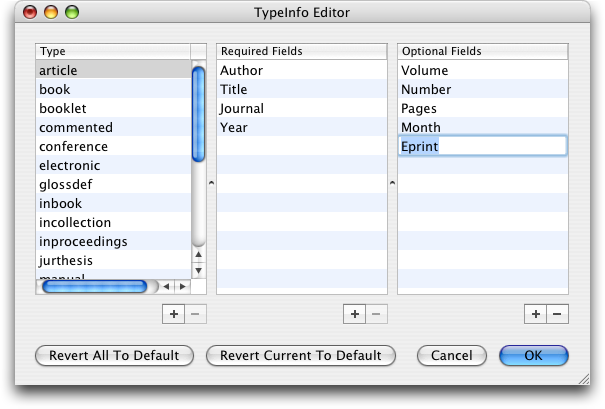 TypeInfo Editor
Type
article
book
booklet
commented
conference
electronic
glossdef
inbook
incollection
inproceedings
jurthesis
manual
Required Fields
Author
Title
Journal
Year
Optional Fields
Volume
Number
Pages
Month
Eprint
+ − + − + −
Revert All To Default Revert Current To Default Cancel OK